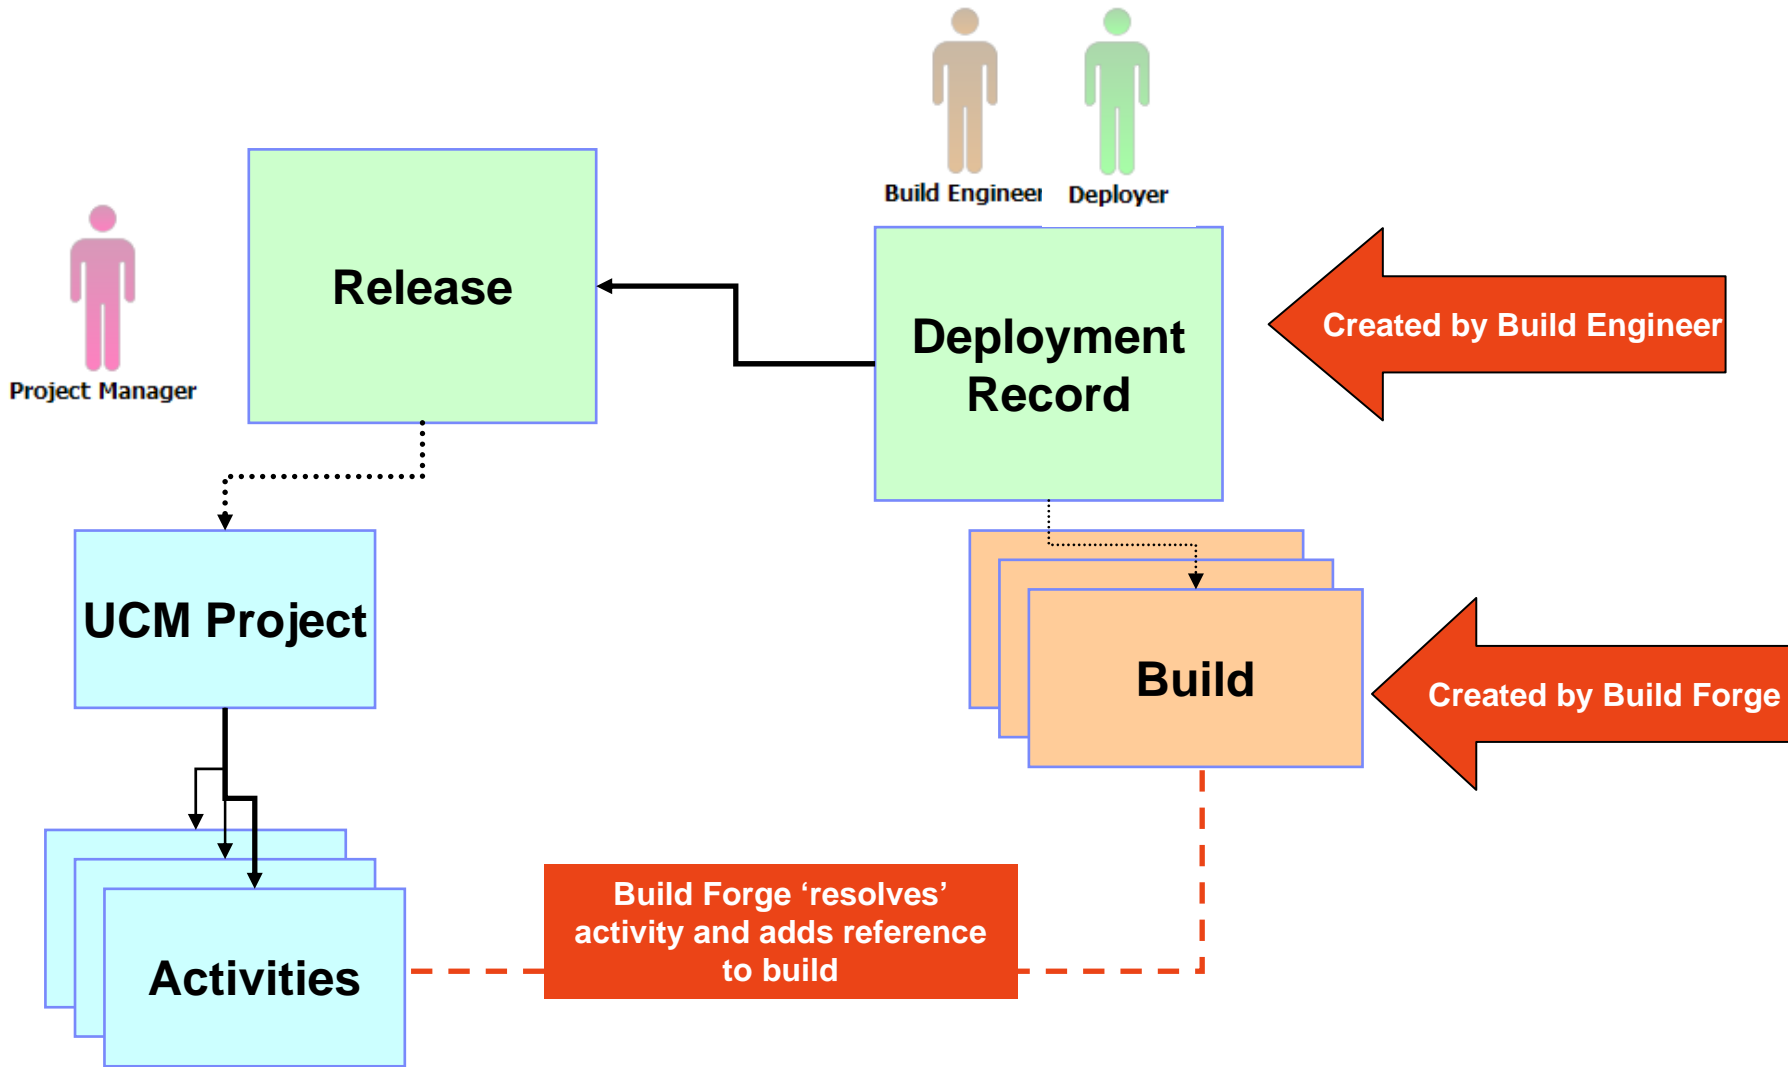 Build Engineer
Deployer
Project Manager
Release
Deployment
Record
Created by Build Engineer
UCM Project
Build
Created by Build Forge
Activities
Build Forge ‘resolves’
activity and adds reference
to build